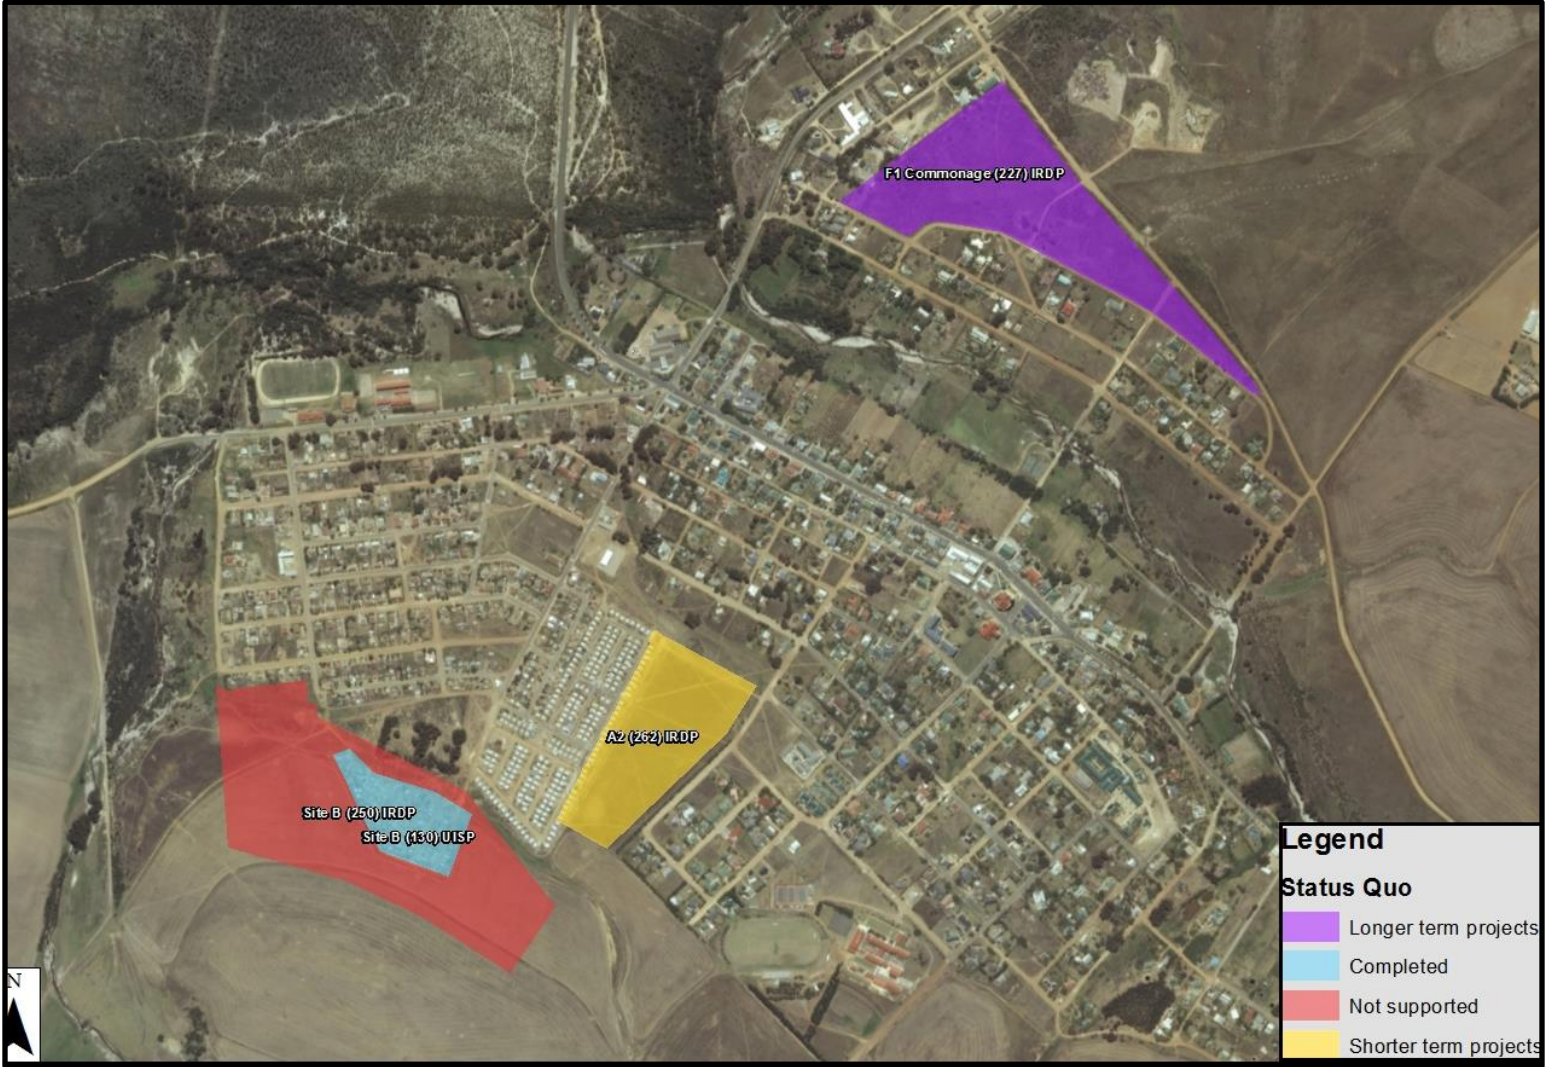 F1 Commonage (227) IRDP
A2 (262) IRDP
Site B (250) IRDP
Site B (130) UISP
Legend
Status Quo
Longer term projects
Completed
Not supported
Shorter term projects
N